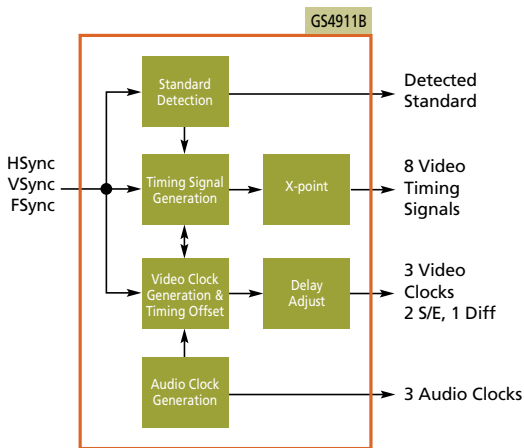 GS4911B
Standard
Detection
Detected
Standard
HSync
VSync
FSync
Timing Signal
Generation
X-point
8 Video
Timing
Signals
Video Clock
Generation &
Timing Offset
Delay
Adjust
3 Video
Clocks
2 S/E, 1 Diff
Audio Clock
Generation
3 Audio Clocks